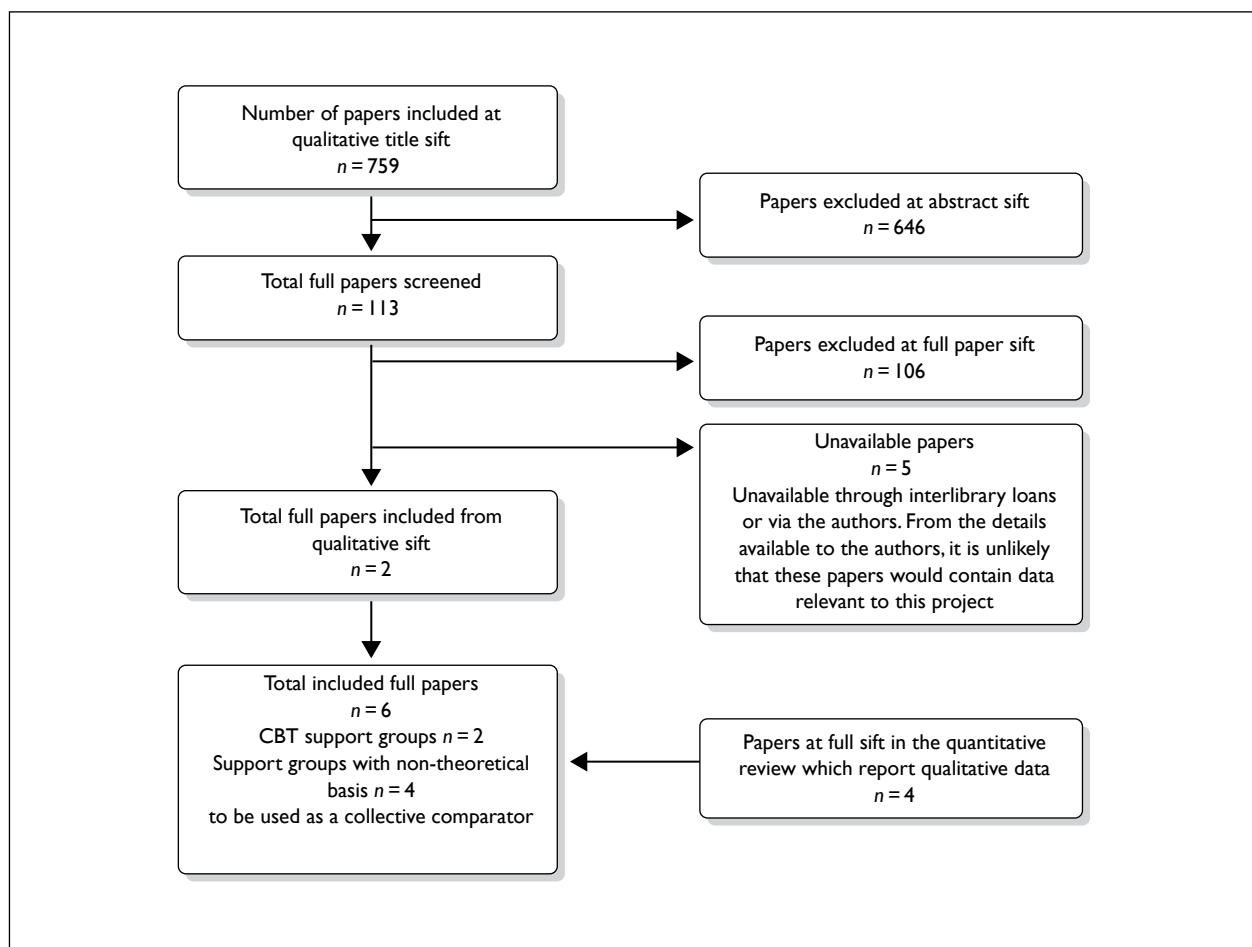 Number of papers included at
qualitative title sift
n = 759
Papers excluded at abstract sift
n = 646
Total full papers screened
n = 113
Papers excluded at full paper sift
n = 106
Unavailable papers
n = 5
Unavailable through interlibrary loans
or via the authors. From the details
available to the authors, it is unlikely
that these papers would contain data
relevant to this project
Total full papers included from
qualitative sift
n = 2
Total included full papers
n = 6
CBT support groups n = 2
Support groups with non-theoretical
basis n = 4
to be used as a collective comparator
Papers at full sift in the quantitative
review which report qualitative data
n = 4